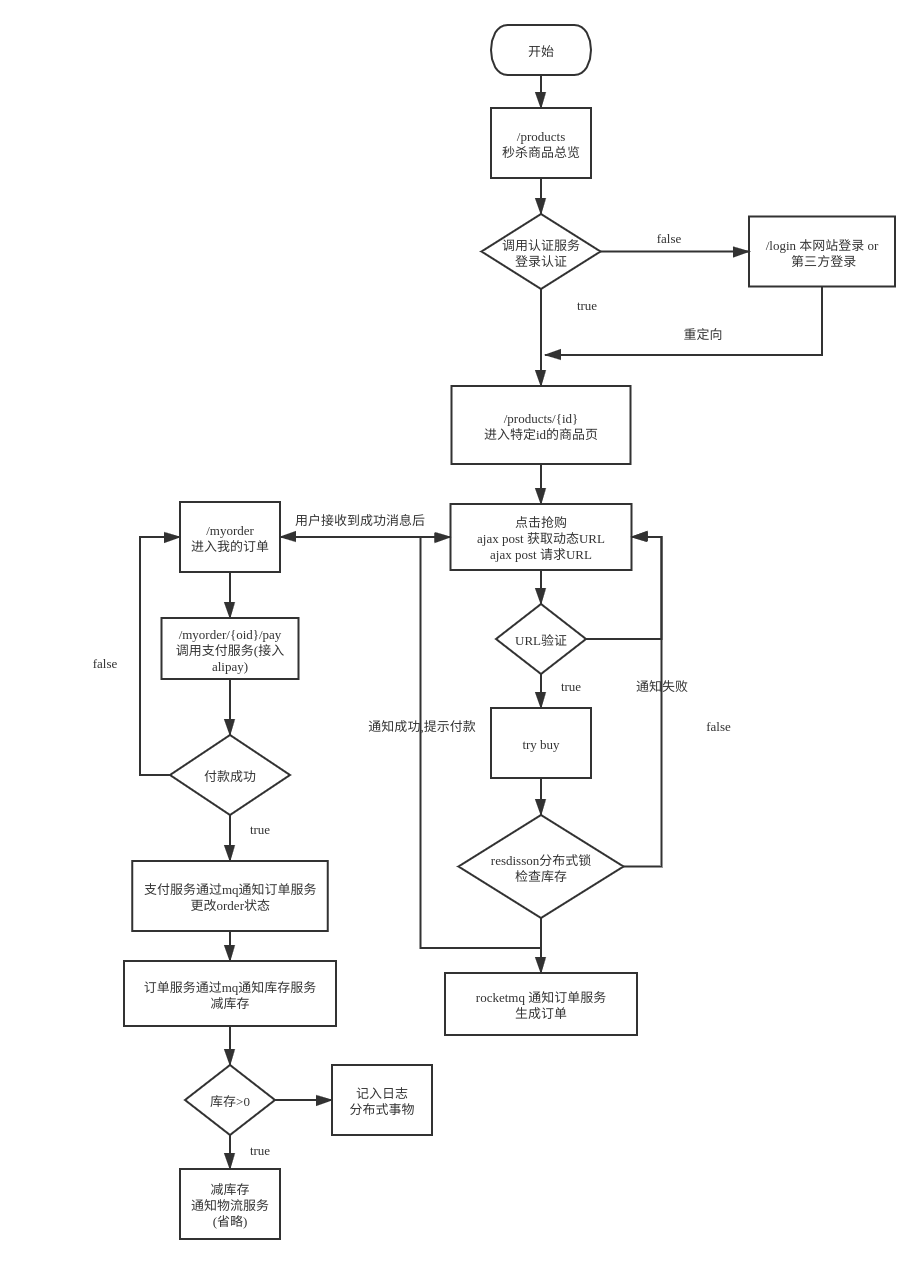 开始
/products
秒杀商品总览
调用认证服务
登录认证
false
/login 本网站登录 or
第三方登录
true
重定向
/products/{id}
进入特定id的商品页
/myorder
进入我的订单
用户接收到成功消息后
点击抢购
ajax post 获取动态URL
ajax post 请求URL
/myorder/{oid}/pay
调用支付服务(接入
alipay)
URL验证
false
true
通知失败
通知成功,提示付款
try buy
false
付款成功
true
resdisson分布式锁
检查库存
支付服务通过mq通知订单服务
更改order状态
订单服务通过mq通知库存服务
减库存
rocketmq 通知订单服务
生成订单
库存>0
记入日志
分布式事物
true
减库存
通知物流服务
(省略)